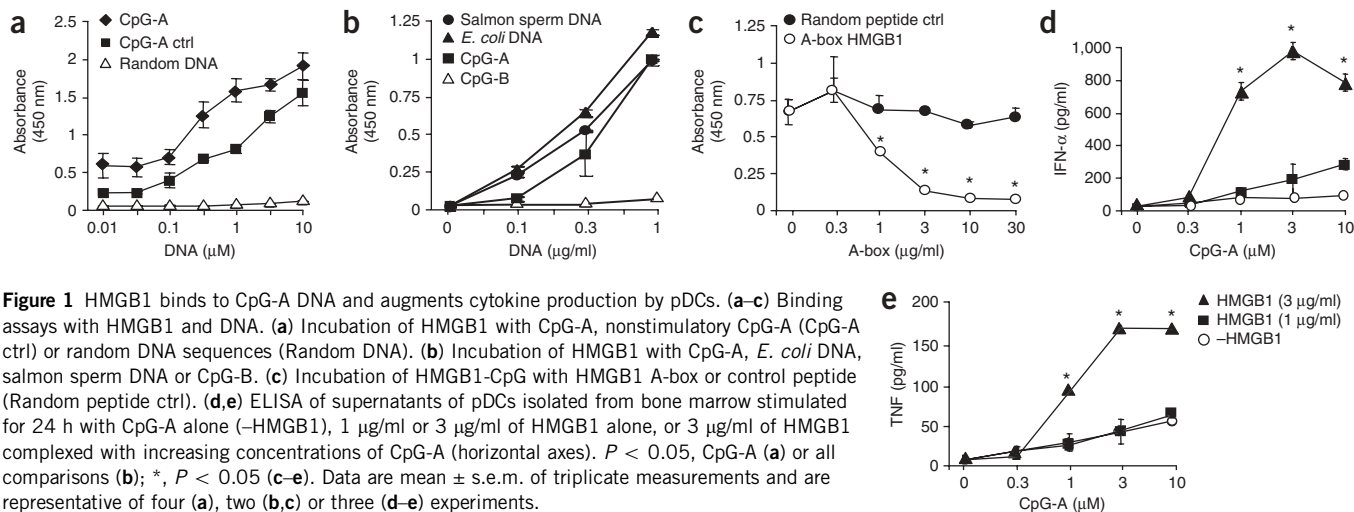 a
CpG-A
CpG-A ctrl
Random DNA
Absorbance
(450 nm)
2.5
2
1.5
1
0.5
0
0.01
0.1
1
10
DNA (μM)
b
Salmon sperm DNA
E. coli DNA
CpG-A
CpG-B
Absorbance
(450 nm)
1.25
1
0.75
0.5
0.25
0
0
0.1
0.3
1
DNA (μg/ml)
c
Random peptide ctrl
A-box HMGB1
Absorbance
(450 nm)
1.25
1
0.75
0.5
0.25
0
* * * *
0
0.3
1
3
10
30
A-box (μg/ml)
d
IFN-α (pg/ml)
1,000
800
600
400
200
0
* * *
0
0.3
1
3
10
CpG-A (μM)
e
HMGB1 (3 μg/ml)
HMGB1 (1 μg/ml)
–HMGB1
TNF (pg/ml)
200
150
100
50
0
* * *
0
0.3
1
3
10
CpG-A (μM)
Figure 1 HMGB1 binds to CpG-A DNA and augments cytokine production by pDCs. (a–c) Binding
assays with HMGB1 and DNA. (a) Incubation of HMGB1 with CpG-A, nonstimulatory CpG-A (CpG-A
ctrl) or random DNA sequences (Random DNA). (b) Incubation of HMGB1 with CpG-A, E. coli DNA,
salmon sperm DNA or CpG-B. (c) Incubation of HMGB1-CpG with HMGB1 A-box or control peptide
(Random peptide ctrl). (d,e) ELISA of supernatants of pDCs isolated from bone marrow stimulated
for 24 h with CpG-A alone (–HMGB1), 1 μg/ml or 3 μg/ml of HMGB1 alone, or 3 μg/ml of HMGB1
complexed with increasing concentrations of CpG-A (horizontal axes). P < 0.05, CpG-A (a) or all
comparisons (b); *, P < 0.05 (c–e). Data are mean ± s.e.m. of triplicate measurements and are
representative of four (a), two (b,c) or three (d–e) experiments.